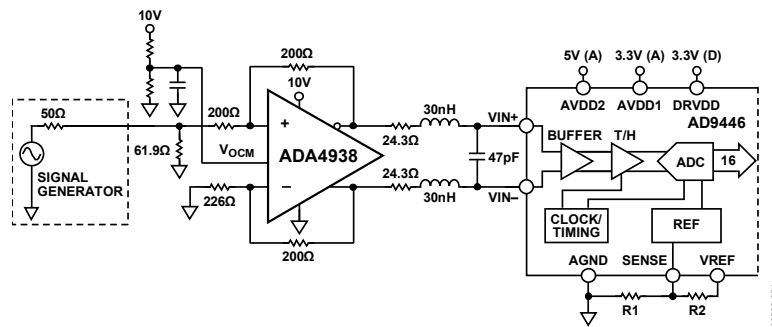 10V
200Ω
5V (A)
3.3V (A)
3.3V (D)
10V
30nH
VIN+
AVDD2
AVDD1
DRVDD
50Ω
200Ω
AD9446
+
24.3Ω
BUFFER
T/H
VOCM
ADA4938
47pF
ADC
16
61.9Ω
SIGNAL
GENERATOR
24.3Ω
–
VIN–
30nH
226Ω
CLOCK/
TIMING
REF
200Ω
AGND
SENSE
VREF
R1
R2